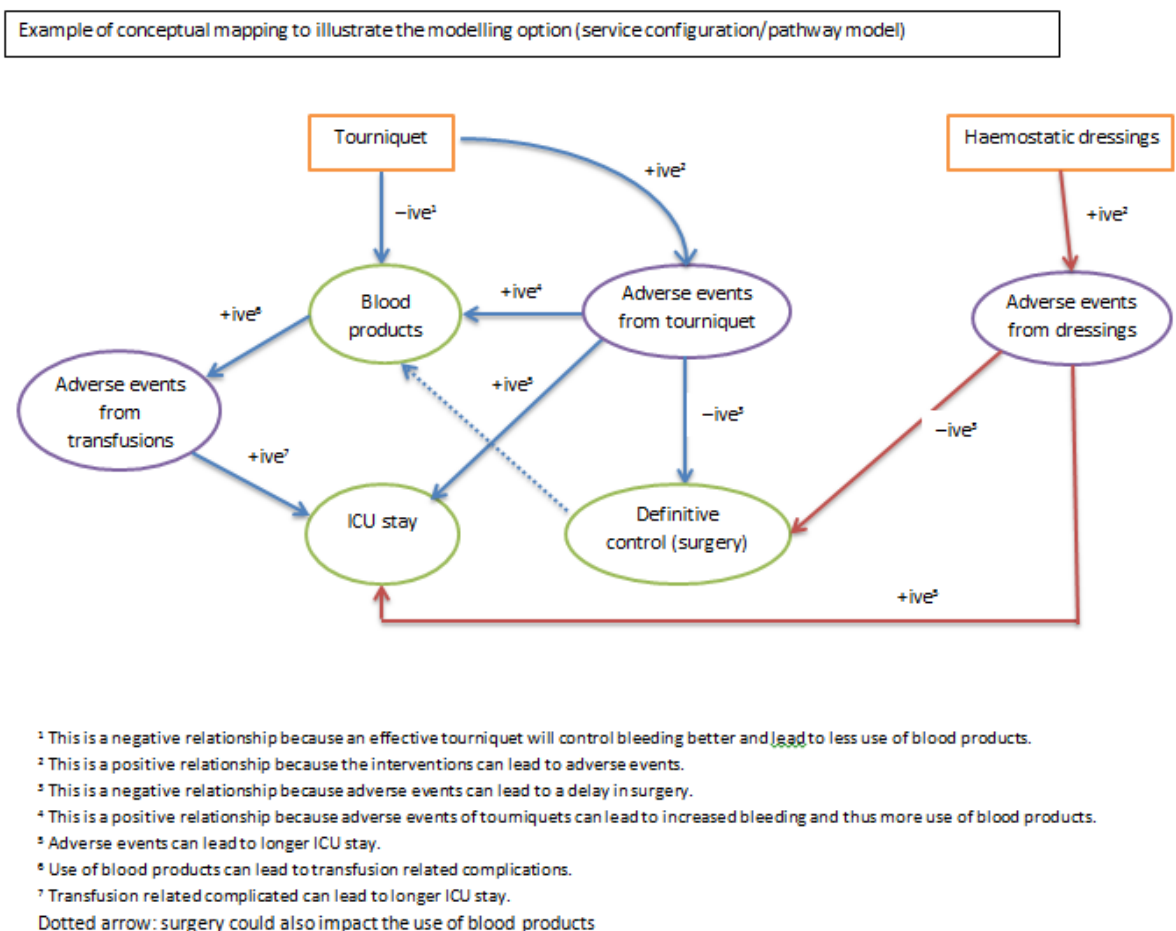 Example of conceptual mapping to illustrate the modelling option (service configuration/pathway model)
Tourniquet
Haemostatic dressings
+ive²
–ive¹
+ive²
Blood
products
+ive⁴
Adverse events
from tourniquet
Adverse events
from dressings
+ive⁶
Adverse events
from
transfusions
+ive⁵
–ive³
–ive³
+ive⁷
ICU stay
Definitive
control (surgery)
+ive⁵
¹ This is a negative relationship because an effective tourniquet will control bleeding better and lead to less use of blood products.
² This is a positive relationship because the interventions can lead to adverse events.
³ This is a negative relationship because adverse events can lead to a delay in surgery.
⁴ This is a positive relationship because adverse events of tourniquets can lead to increased bleeding and thus more use of blood products.
⁵ Adverse events can lead to longer ICU stay.
⁶ Use of blood products can lead to transfusion related complications.
⁷ Transfusion related complicated can lead to longer ICU stay.
Dotted arrow: surgery could also impact the use of blood products